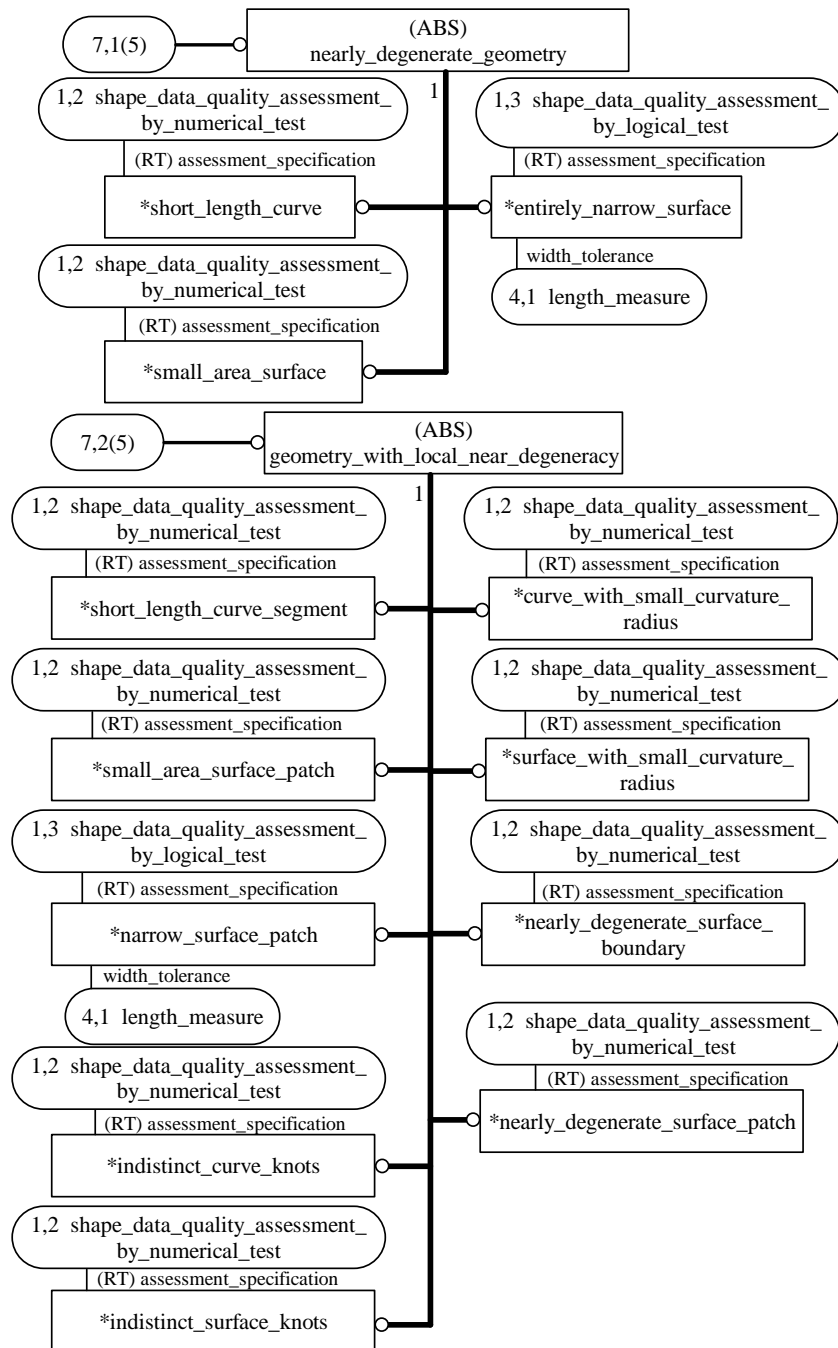 7,1(5)
(ABS)
nearly_degenerate_geometry
1
1,2 shape_data_quality_assessment_
by_numerical_test
(RT) assessment_specification
*short_length_curve
1,3 shape_data_quality_assessment_
by_logical_test
(RT) assessment_specification
*entirely_narrow_surface
width_tolerance
4,1 length_measure
1,2 shape_data_quality_assessment_
by_numerical_test
(RT) assessment_specification
*small_area_surface
7,2(5)
(ABS)
geometry_with_local_near_degeneracy
1
1,2 shape_data_quality_assessment_
by_numerical_test
(RT) assessment_specification
*short_length_curve_segment
1,2 shape_data_quality_assessment_
by_numerical_test
(RT) assessment_specification
*curve_with_small_curvature_
radius
1,2 shape_data_quality_assessment_
by_numerical_test
(RT) assessment_specification
*small_area_surface_patch
1,2 shape_data_quality_assessment_
by_numerical_test
(RT) assessment_specification
*surface_with_small_curvature_
radius
1,3 shape_data_quality_assessment_
by_logical_test
(RT) assessment_specification
*narrow_surface_patch
width_tolerance
4,1 length_measure
1,2 shape_data_quality_assessment_
by_numerical_test
(RT) assessment_specification
*nearly_degenerate_surface_
boundary
1,2 shape_data_quality_assessment_
by_numerical_test
(RT) assessment_specification
*nearly_degenerate_surface_patch
1,2 shape_data_quality_assessment_
by_numerical_test
(RT) assessment_specification
*indistinct_curve_knots
1,2 shape_data_quality_assessment_
by_numerical_test
(RT) assessment_specification
*indistinct_surface_knots